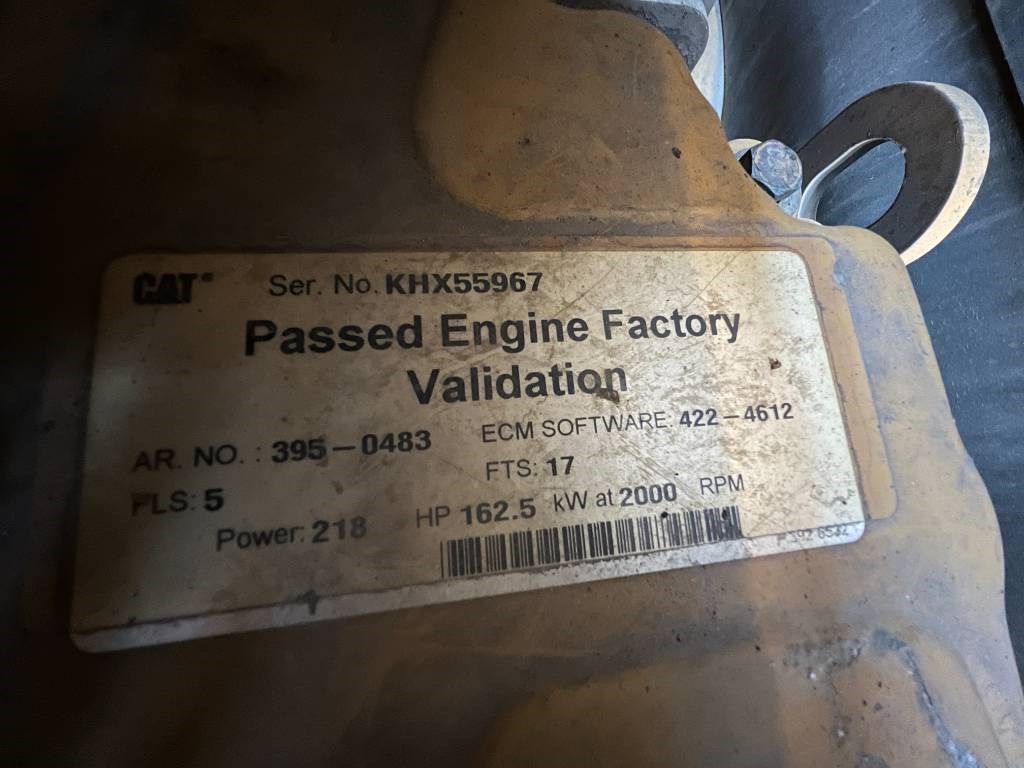 CAT® Ser. No. KHX55967
Passed Engine Factory
Validation
AR. NO. : 395-0483 ECM SOFTWARE: 422-4612
FLS: 5 FTS: 17
Power: 218 HP 162.5 kW at 2000 RPM